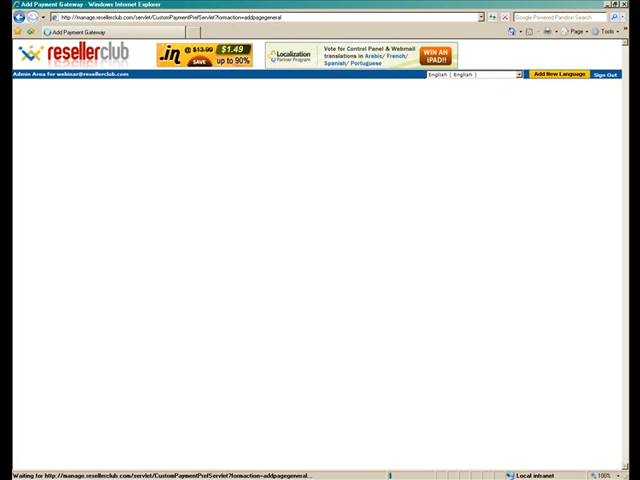 Add Payment Gateway - Windows Internet Explorer
http://manage.resellerclub.com/servlet/CustomPaymentPrefServlet?formaction=addpagegeneral
Google Powered Pandion Search
Add Payment Gateway
Page
Tools
resellerclub
.in @ $13.99 $1.49
SAVE up to 90%
Localization
Partner Program
Vote for Control Panel & Webmail
translations in Arabic/ French/
Spanish/ Portuguese
WIN AN
iPAD!!
Admin Area for webinar@resellerclub.com
English ( English )
Add New Language
Sign Out
Waiting for http://manage.resellerclub.com/servlet/CustomPaymentPrefServlet?formaction=addpagegeneral...
Local intranet
100%